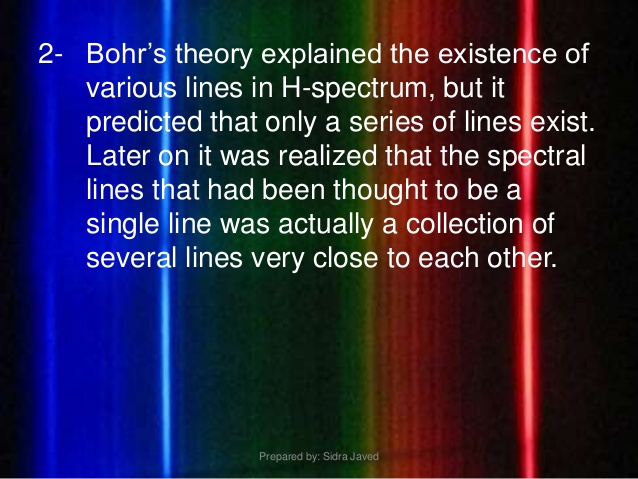 2- Bohr’s theory explained the existence of
various lines in H-spectrum, but it
predicted that only a series of lines exist.
Later on it was realized that the spectral
lines that had been thought to be a
single line was actually a collection of
several lines very close to each other.
Prepared by: Sidra Javed